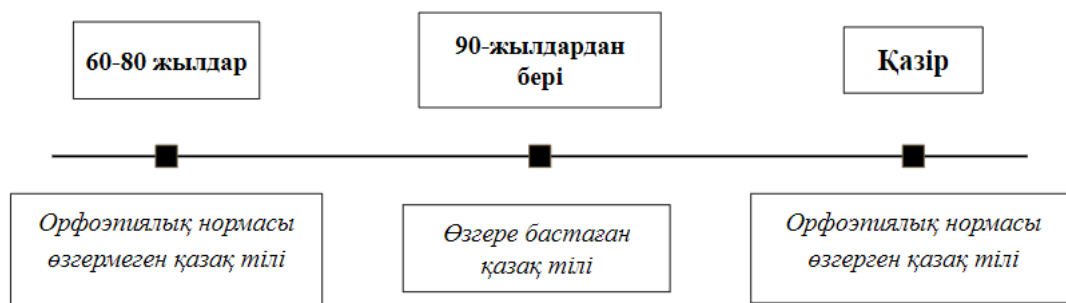 60-80 жылдар
90-жылдардан
бері
Қазір
Орфоэпиялық нормасы
өзгермеген қазақ тілі
Өзгере бастаған
қазақ тілі
Орфоэпиялық нормасы
өзгерген қазақ тілі